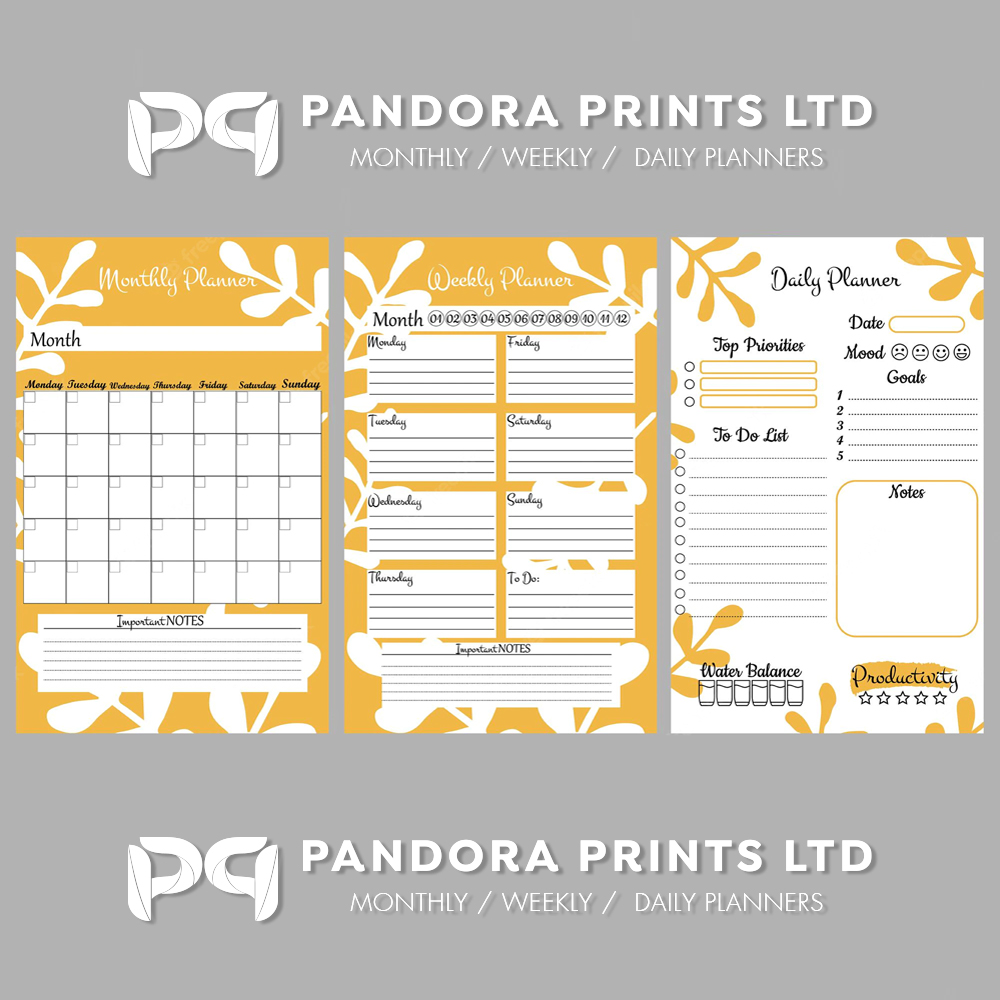 PANDORA PRINTS LTD
MONTHLY / WEEKLY / DAILY PLANNERS
Monthly Planner
Month
Monday Tuesday Wednesday Thursday Friday Saturday Sunday
Important NOTES
Weekly Planner
Month 01 02 03 04 05 06 07 08 09 10 11 12
Monday
Friday
Tuesday
Saturday
Wednesday
Sunday
Thursday
To Do:
Important NOTES
Daily Planner
Date
Mood
Top Priorities
Goals
1
2
3
4
5
To Do List
Notes
Water Balance
Productivity
PANDORA PRINTS LTD
MONTHLY / WEEKLY / DAILY PLANNERS